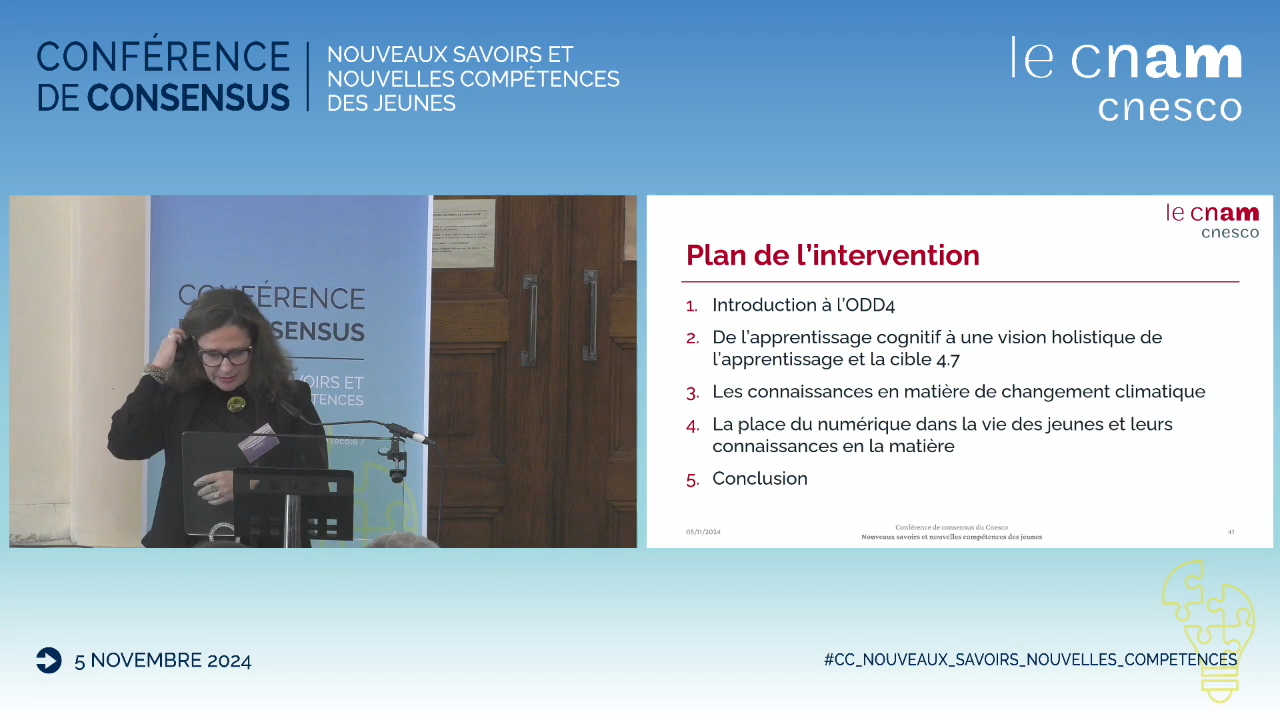 CONFÉRENCE
DE CONSENSUS
NOUVEAUX SAVOIRS ET
NOUVELLES COMPÉTENCES
DES JEUNES
le cnam
cnesco
CONFÉRENCE
SENSUS
OIRS ET
TENCES
le cnam
cnesco
Plan de l’intervention
1. Introduction à l’ODD4
2. De l’apprentissage cognitif à une vision holistique de
l’apprentissage et la cible 4.7
3. Les connaissances en matière de changement climatique
4. La place du numérique dans la vie des jeunes et leurs
connaissances en la matière
5. Conclusion
05/11/2024
Conférence de consensus du Cnesco
Nouveaux savoirs et nouvelles compétences des jeunes
41
5 NOVEMBRE 2024
#CC_NOUVEAUX_SAVOIRS_NOUVELLES_COMPETENCES